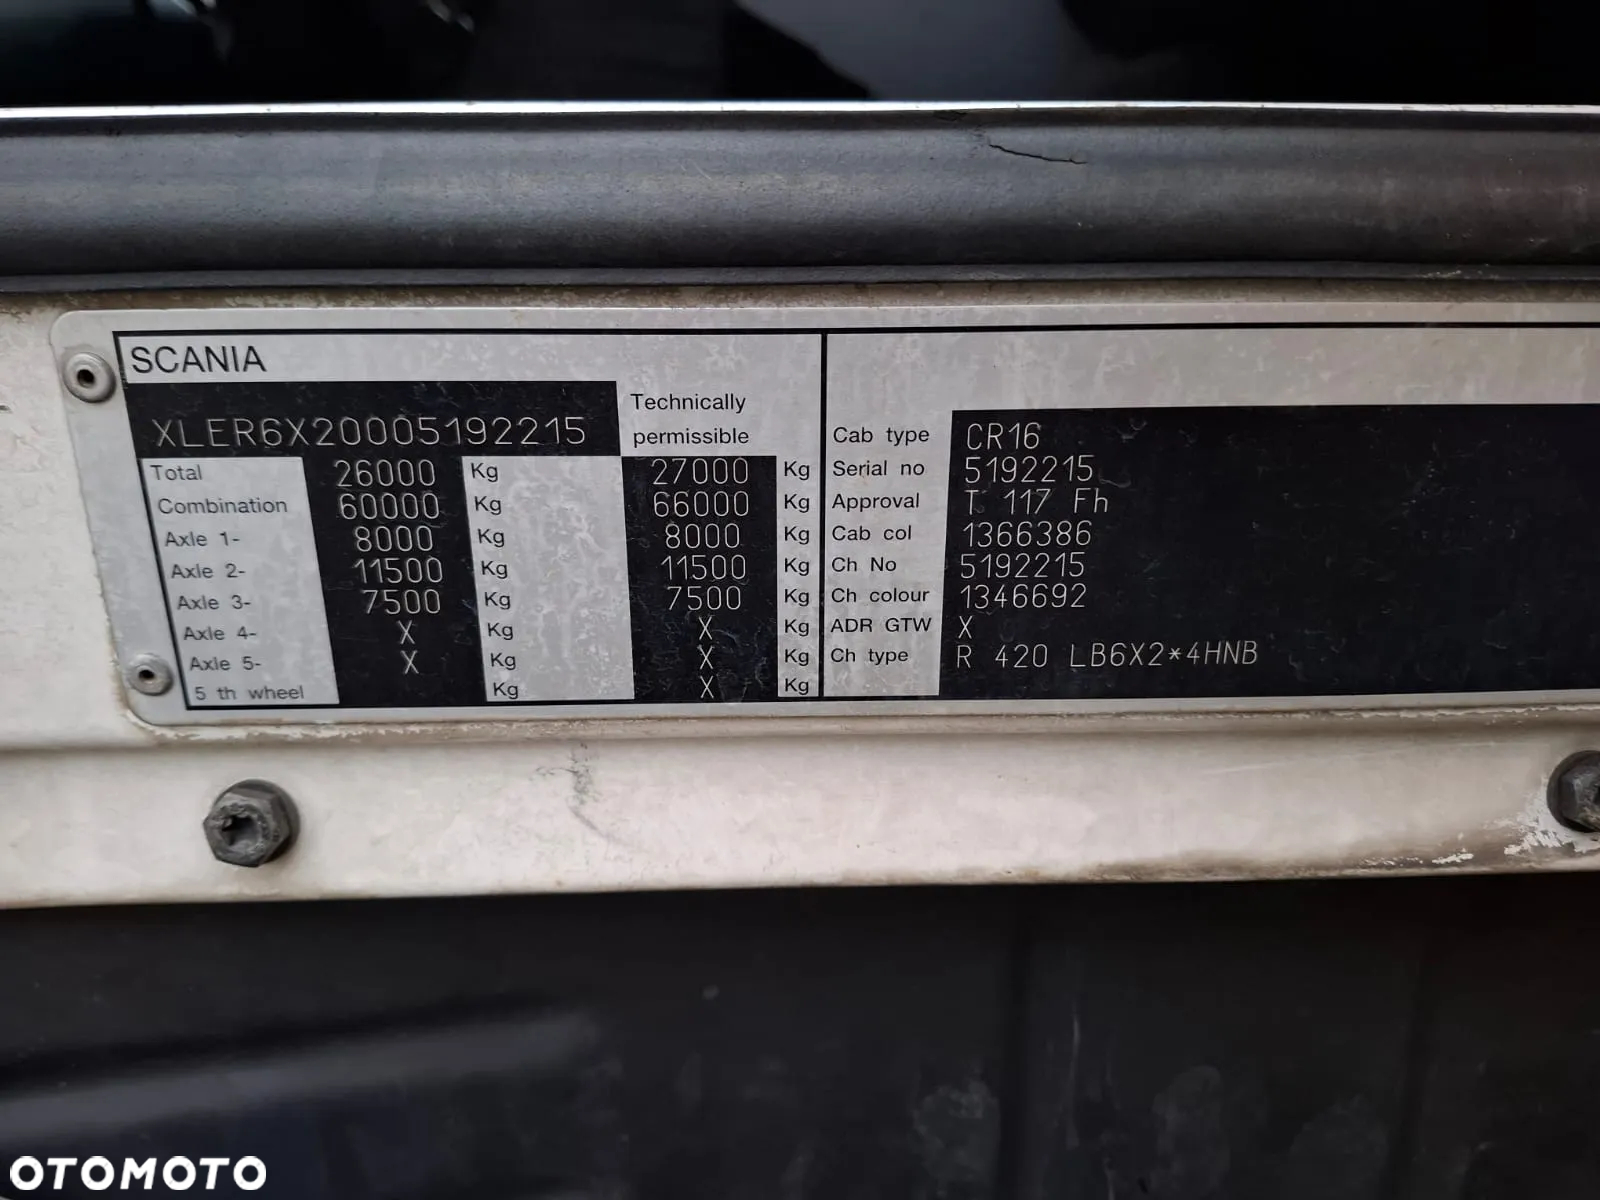 SCANIA
XLER6X20005192215
Technically
permissible
Total 26000 Kg 27000 Kg
Combination 60000 Kg 66000 Kg
Axle 1- 8000 Kg 8000 Kg
Axle 2- 11500 Kg 11500 Kg
Axle 3- 7500 Kg 7500 Kg
Axle 4- X Kg X Kg
Axle 5- X Kg X Kg
5 th wheel Kg X Kg
Cab type CR16
Serial no 5192215
Approval T 117 Fh
Cab col 1366386
Ch No 5192215
Ch colour 1346692
ADR GTW X
Ch type R 420 LB6X2*4HNB
OTOMOTO